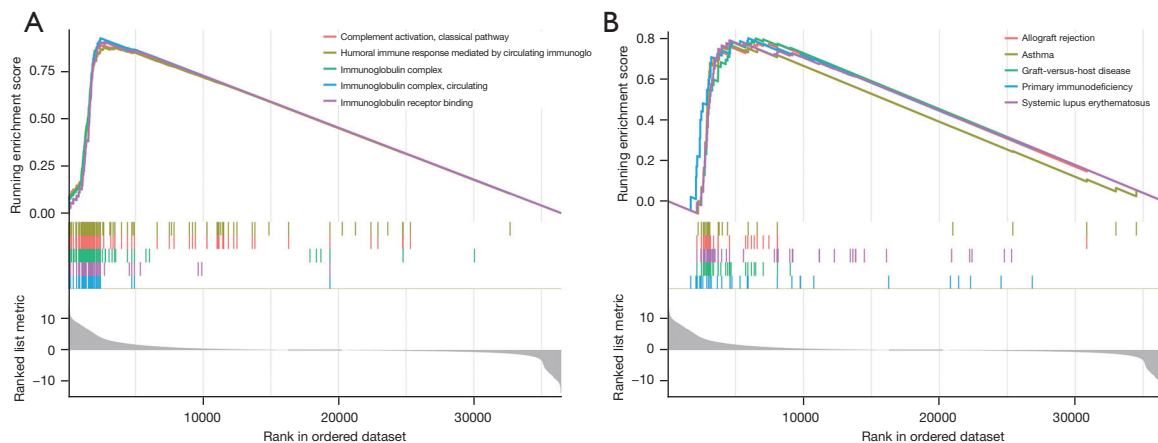 A
Running enrichment score
0.75
0.50
0.25
0.00
Complement activation, classical pathway
Humoral immune response mediated by circulating immunoglo
Immunoglobulin complex
Immunoglobulin complex, circulating
Immunoglobulin receptor binding
Ranked list metric
10
0
−10
10000 20000 30000
Rank in ordered dataset
B
Running enrichment score
0.8
0.6
0.4
0.2
0.0
Allograft rejection
Asthma
Graft-versus-host disease
Primary immunodeficiency
Systemic lupus erythematosus
Ranked list metric
10
0
−10
10000 20000 30000
Rank in ordered dataset